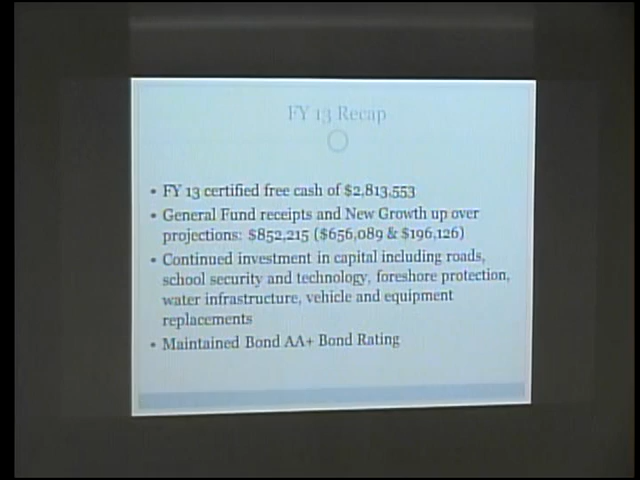 FY 13 Recap
• FY 13 certified free cash of $2,813,553
• General Fund receipts and New Growth up over
projections: $852,215 ($656,089 & $196,126)
• Continued investment in capital including roads,
school security and technology, foreshore protection,
water infrastructure, vehicle and equipment
replacements
• Maintained Bond AA+ Bond Rating